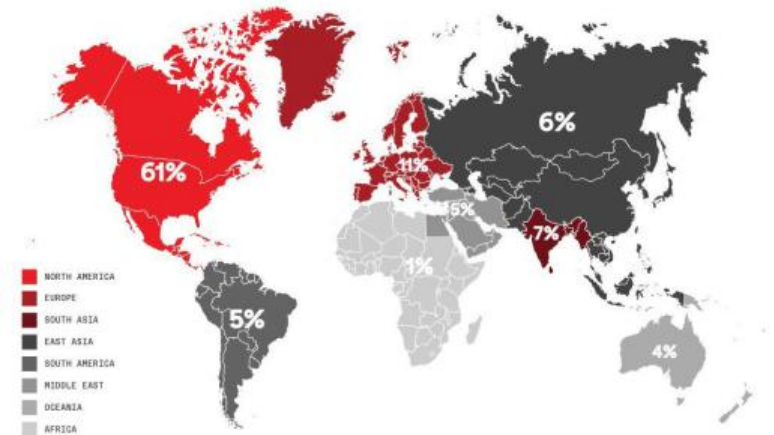 6%
61%
11%
5%
7%
1%
5%
4%
NORTH AMERICA
EUROPE
SOUTH ASIA
EAST ASIA
SOUTH AMERICA
MIDDLE EAST
OCEANIA
AFRICA